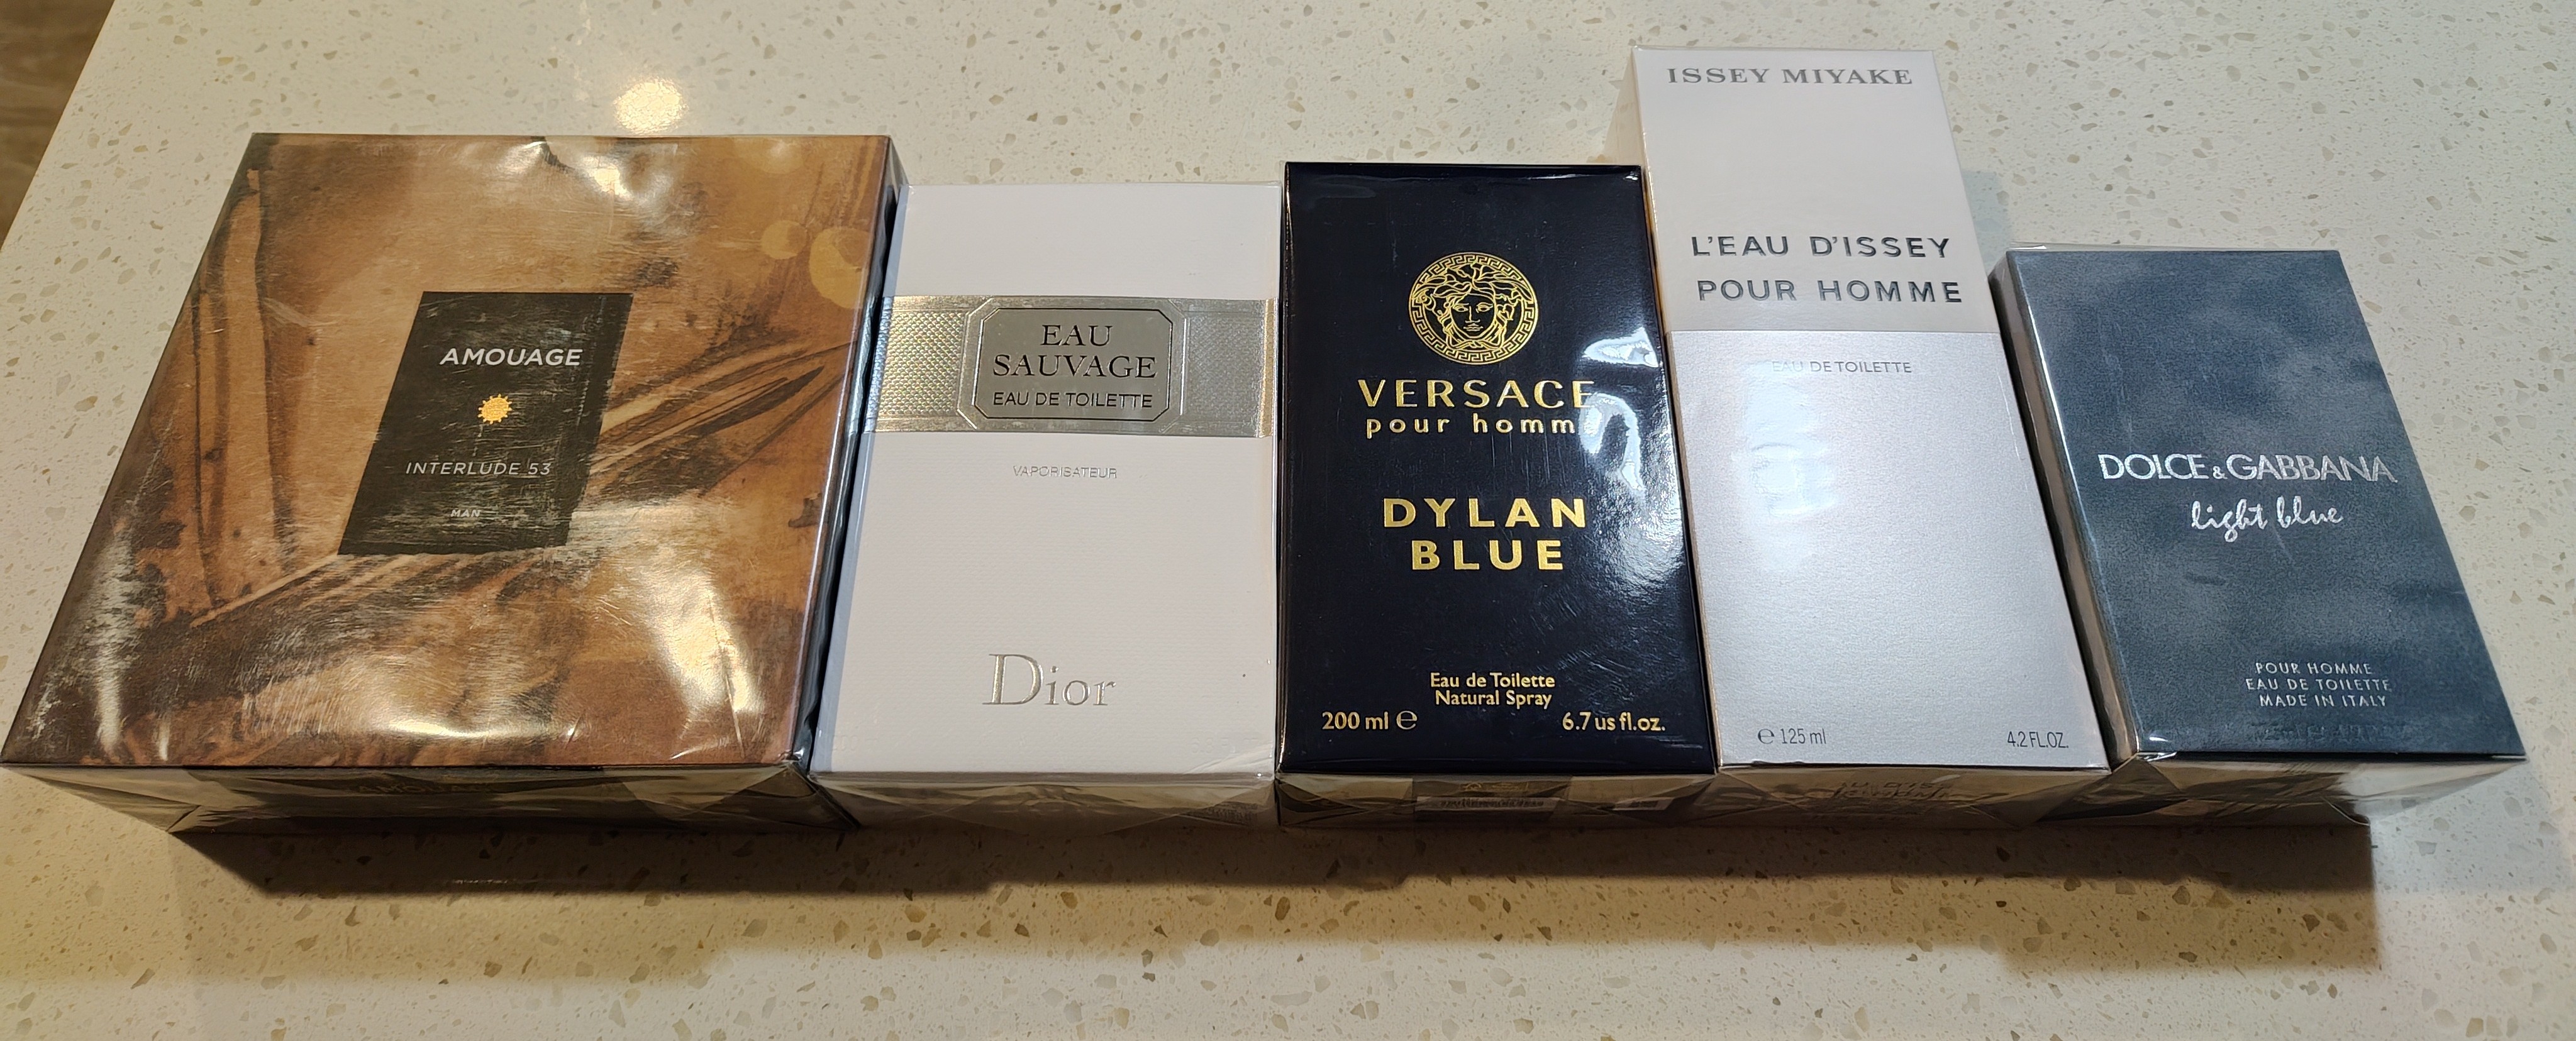 AMOUAGE
INTERLUDE 53
MAN
EAU
SAUVAGE
EAU DE TOILETTE
VAPORISATEUR
Dior
VERSACE
pour homme
DYLAN
BLUE
Eau de Toilette
Natural Spray
200 ml ℮
6.7 us fl.oz.
ISSEY MIYAKE
L'EAU D'ISSEY
POUR HOMME
EAU DE TOILETTE
℮ 125 ml
4.2 FL.OZ.
DOLCE & GABBANA
light blue
POUR HOMME
EAU DE TOILETTE
MADE IN ITALY
AMOUAGE